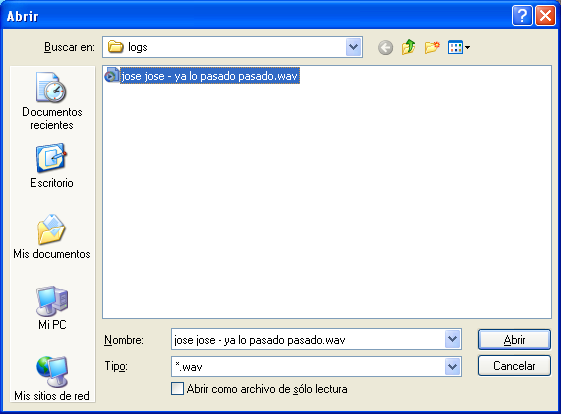 Abrir
Buscar en: logs
jose jose - ya lo pasado pasado.wav
Documentos
recientes
Escritorio
Mis documentos
Mi PC
Mis sitios de red
Nombre: jose jose - ya lo pasado pasado.wav Abrir
Tipo: *.wav Cancelar
Abrir como archivo de sólo lectura